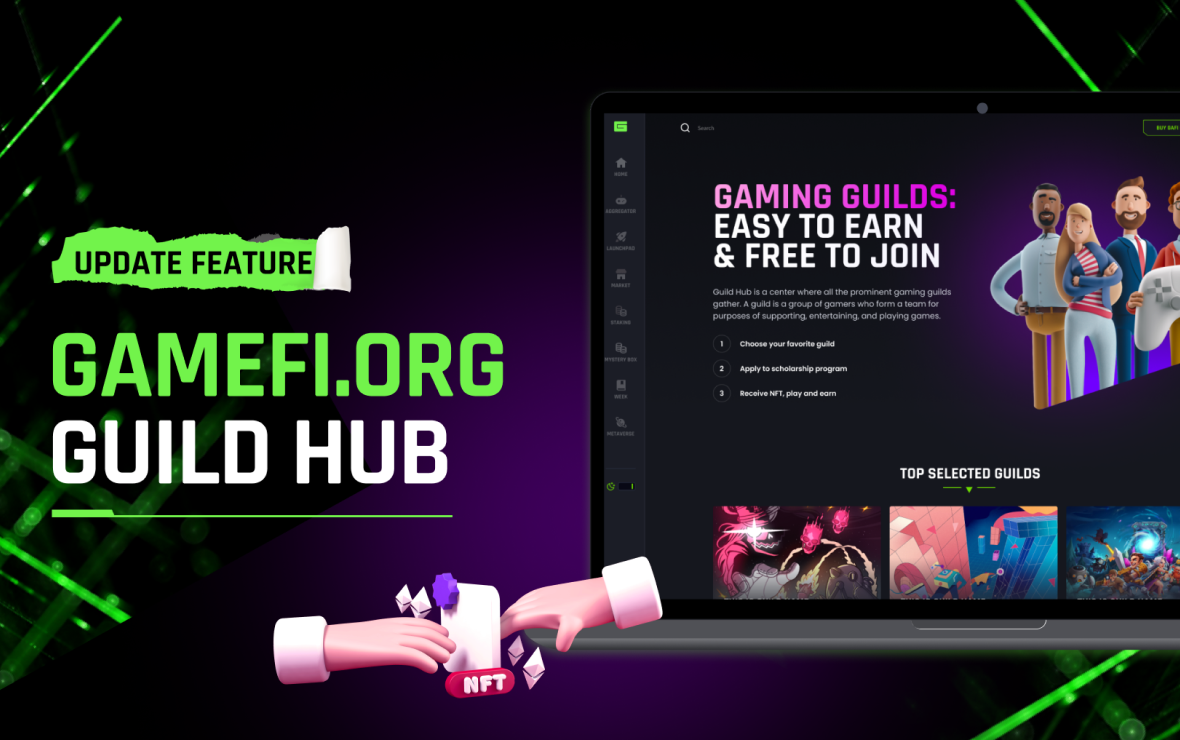 UPDATE FEATURE
GAMEFI.ORG
GUILD HUB
NFT
Search
BUY GAFI
HOME
AGGREGATOR
LAUNCHPAD
MARKET
STAKING
MYSTERY BOX
WEEK
METAVERSE
GAMING GUILDS:
EASY TO EARN
& FREE TO JOIN
Guild Hub is a center where all the prominent gaming guilds
gather. A guild is a group of gamers who form a team for
purposes of supporting, entertaining, and playing games.
1 Choose your favorite guild
2 Apply to scholarship program
3 Receive NFT, play and earn
TOP SELECTED GUILDS